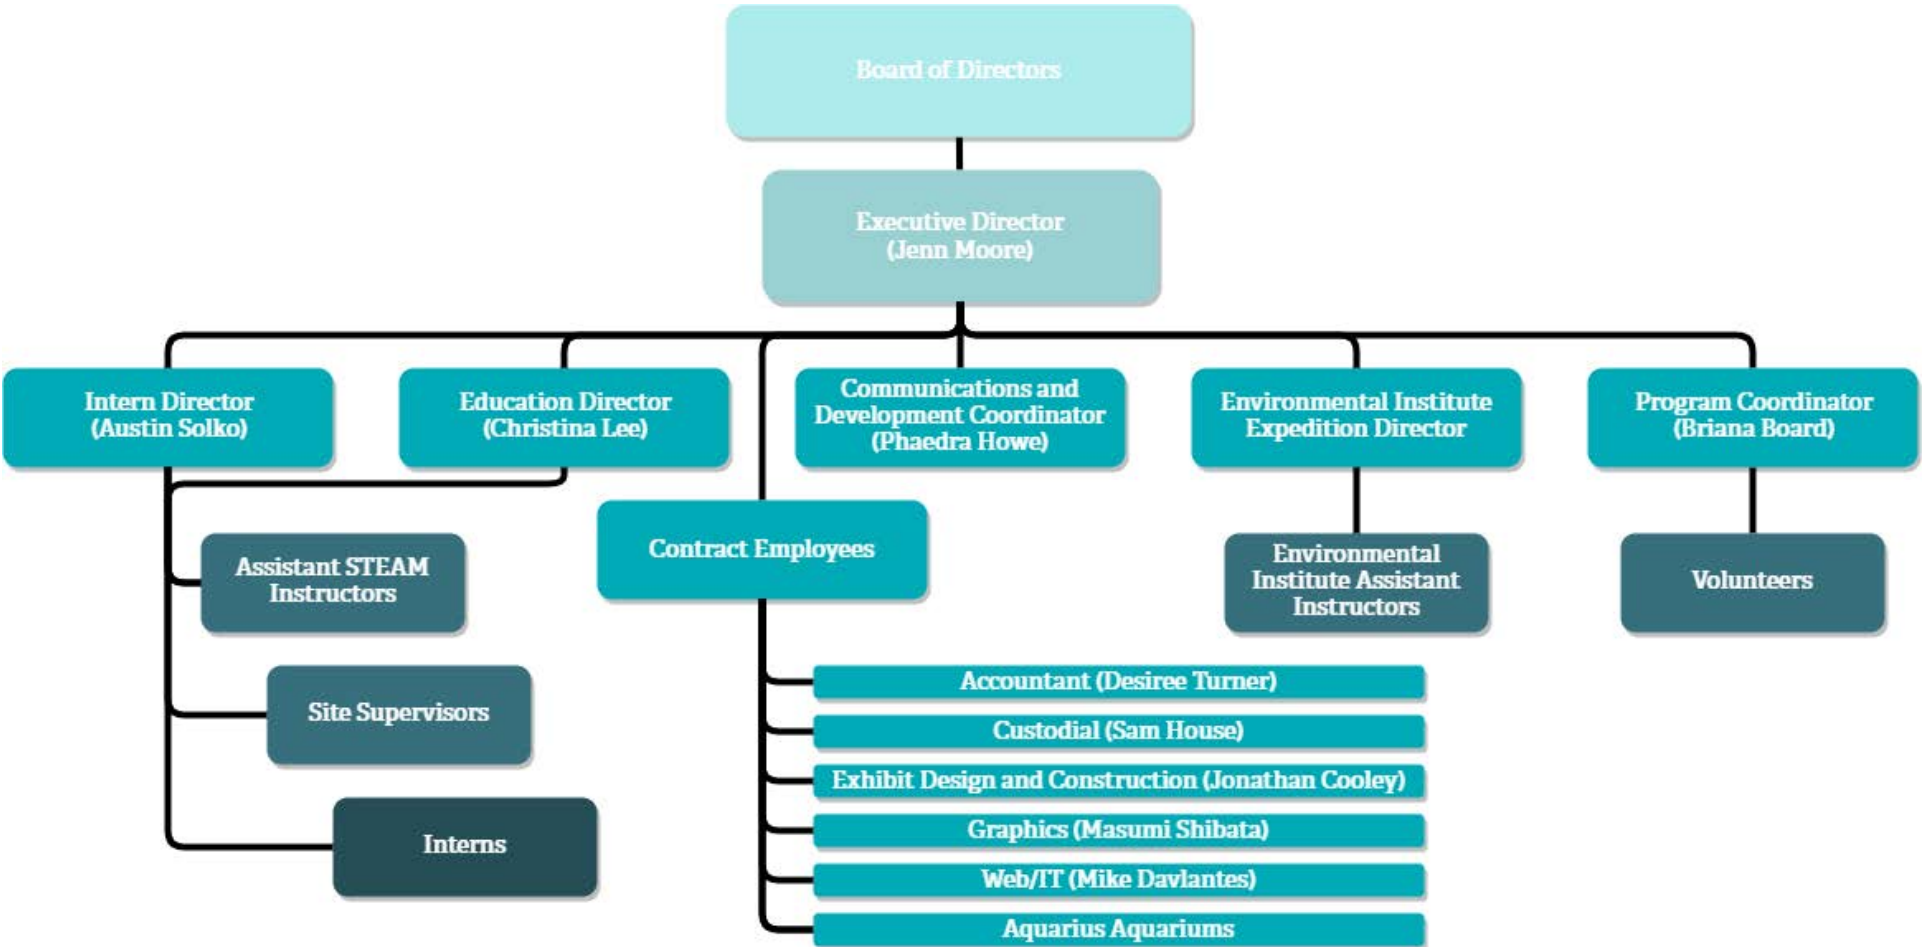 Board of Directors
Executive Director
(Jenn Moore)
Intern Director
(Austin Solko)
Education Director
(Christina Lee)
Communications and
Development Coordinator
(Phaedra Howe)
Environmental Institute
Expedition Director
Program Coordinator
(Briana Board)
Contract Employees
Assistant STEAM
Instructors
Environmental
Institute Assistant
Instructors
Volunteers
Site Supervisors
Interns
Accountant (Desiree Turner)
Custodial (Sam House)
Exhibit Design and Construction (Jonathan Cooley)
Graphics (Masumi Shibata)
Web/IT (Mike Davlantes)
Aquarius Aquariums